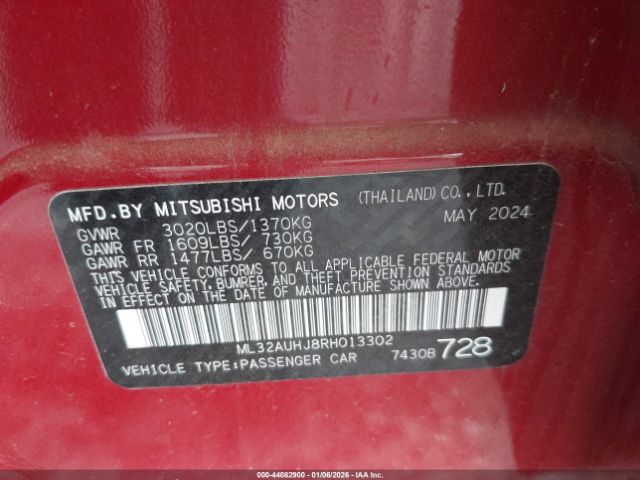 MFD.BY MITSUBISHI MOTORS (THAILAND)CO.,LTD.
MAY 2024
GVWR 3020LBS/1370KG
GAWR FR 1609LBS/ 730KG
GAWR RR 1477LBS/ 670KG
THIS VEHICLE CONFORMS TO ALL APPLICABLE FEDERAL MOTOR
VEHICLE SAFETY, BUMPER, AND THEFT PREVENTION STANDARDS
IN EFFECT ON THE DATE OF MANUFACTURE SHOWN ABOVE.
ML32AUHJ8RH013302
VEHICLE TYPE:PASSENGER CAR 7430B 728
000-44082900 - 01/06/2026 - IAA Inc.